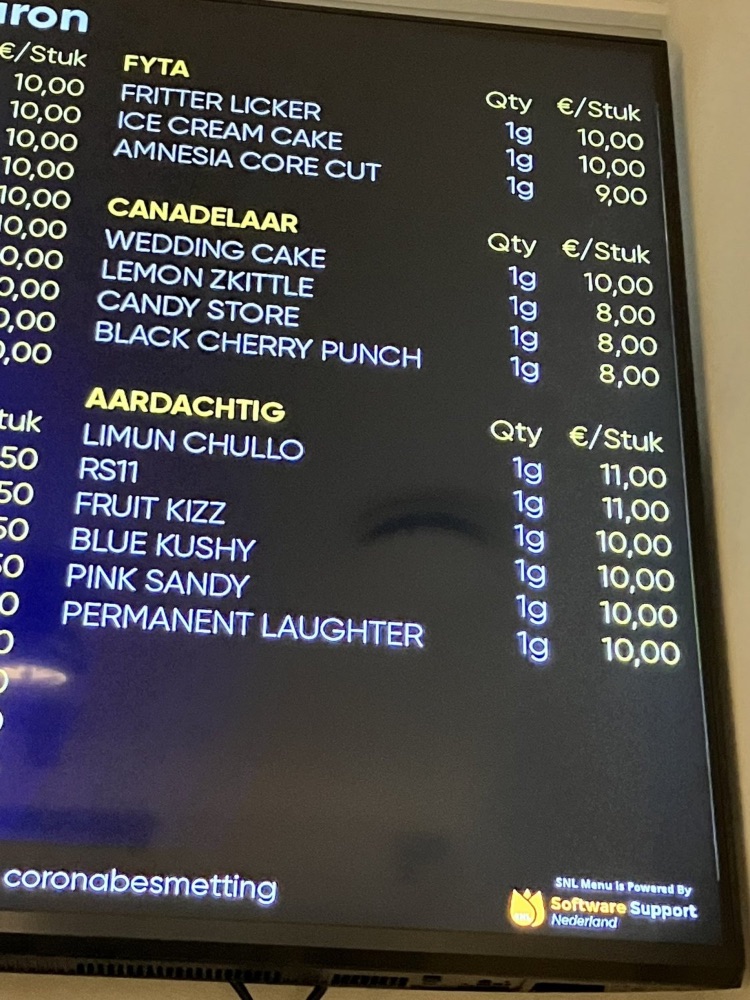 €/Stuk
10,00
10,00
10,00
10,00
10,00
FYTA Qty €/Stuk
FRITTER LICKER 1g 10,00
ICE CREAM CAKE 1g 10,00
AMNESIA CORE CUT 1g 9,00
CANADELAAR Qty €/Stuk
WEDDING CAKE 1g 10,00
LEMON ZKITTLE 1g 8,00
CANDY STORE 1g 8,00
BLACK CHERRY PUNCH 1g 8,00
AARDACHTIG Qty €/Stuk
LIMUN CHULLO 1g 11,00
RS11 1g 11,00
FRUIT KIZZ 1g 10,00
BLUE KUSHY 1g 10,00
PINK SANDY 1g 10,00
PERMANENT LAUGHTER 1g 10,00
coronabesmetting
SNL Menu is Powered By
Software Support
Nederland